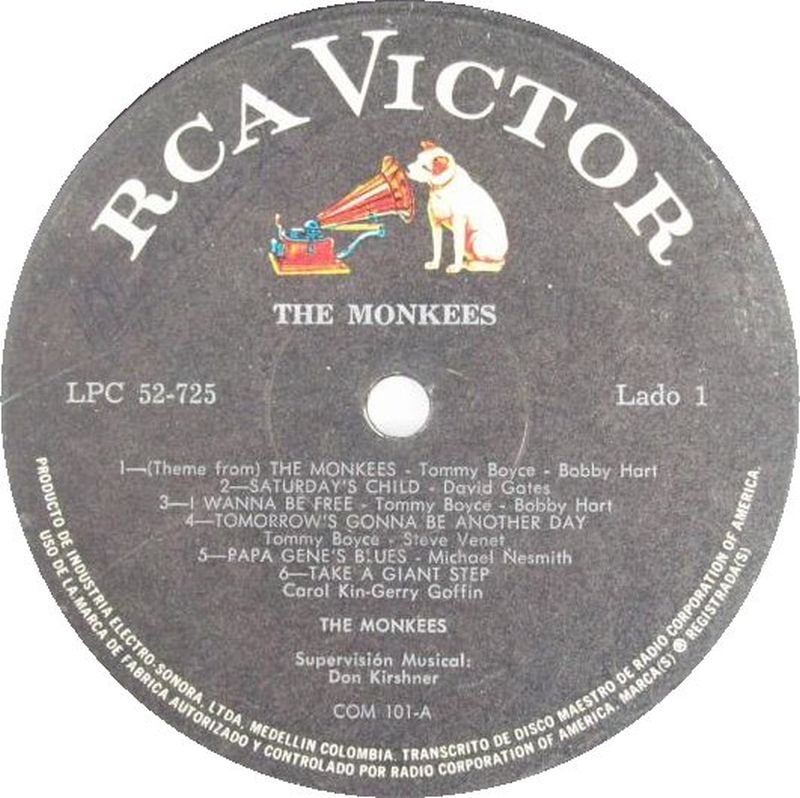 RCA VICTOR
THE MONKEES
LPC 52-725
Lado 1
1—(Theme from) THE MONKEES - Tommy Boyce - Bobby Hart
2—SATURDAY'S CHILD - David Gates
3—I WANNA BE FREE - Tommy Boyce - Bobby Hart
4—TOMORROW'S GONNA BE ANOTHER DAY
Tommy Boyce - Steve Venet
5—PAPA GENE'S BLUES - Michael Nesmith
6—TAKE A GIANT STEP
Carol Kin-Gerry Goffin
THE MONKEES
Supervisión Musical:
Don Kirshner
COM 101-A
PRODUCTO DE INDUSTRIA ELECTRO-SONORA, LTDA. MEDELLIN COLOMBIA. TRANSCRITO DE DISCO MAESTRO DE RADIO CORPORATION OF AMERICA.
USO DE LA MARCA DE FABRICA AUTORIZADO Y CONTROLADO POR RADIO CORPORATION OF AMERICA. MARCA(S) ® REGISTRADA(S)